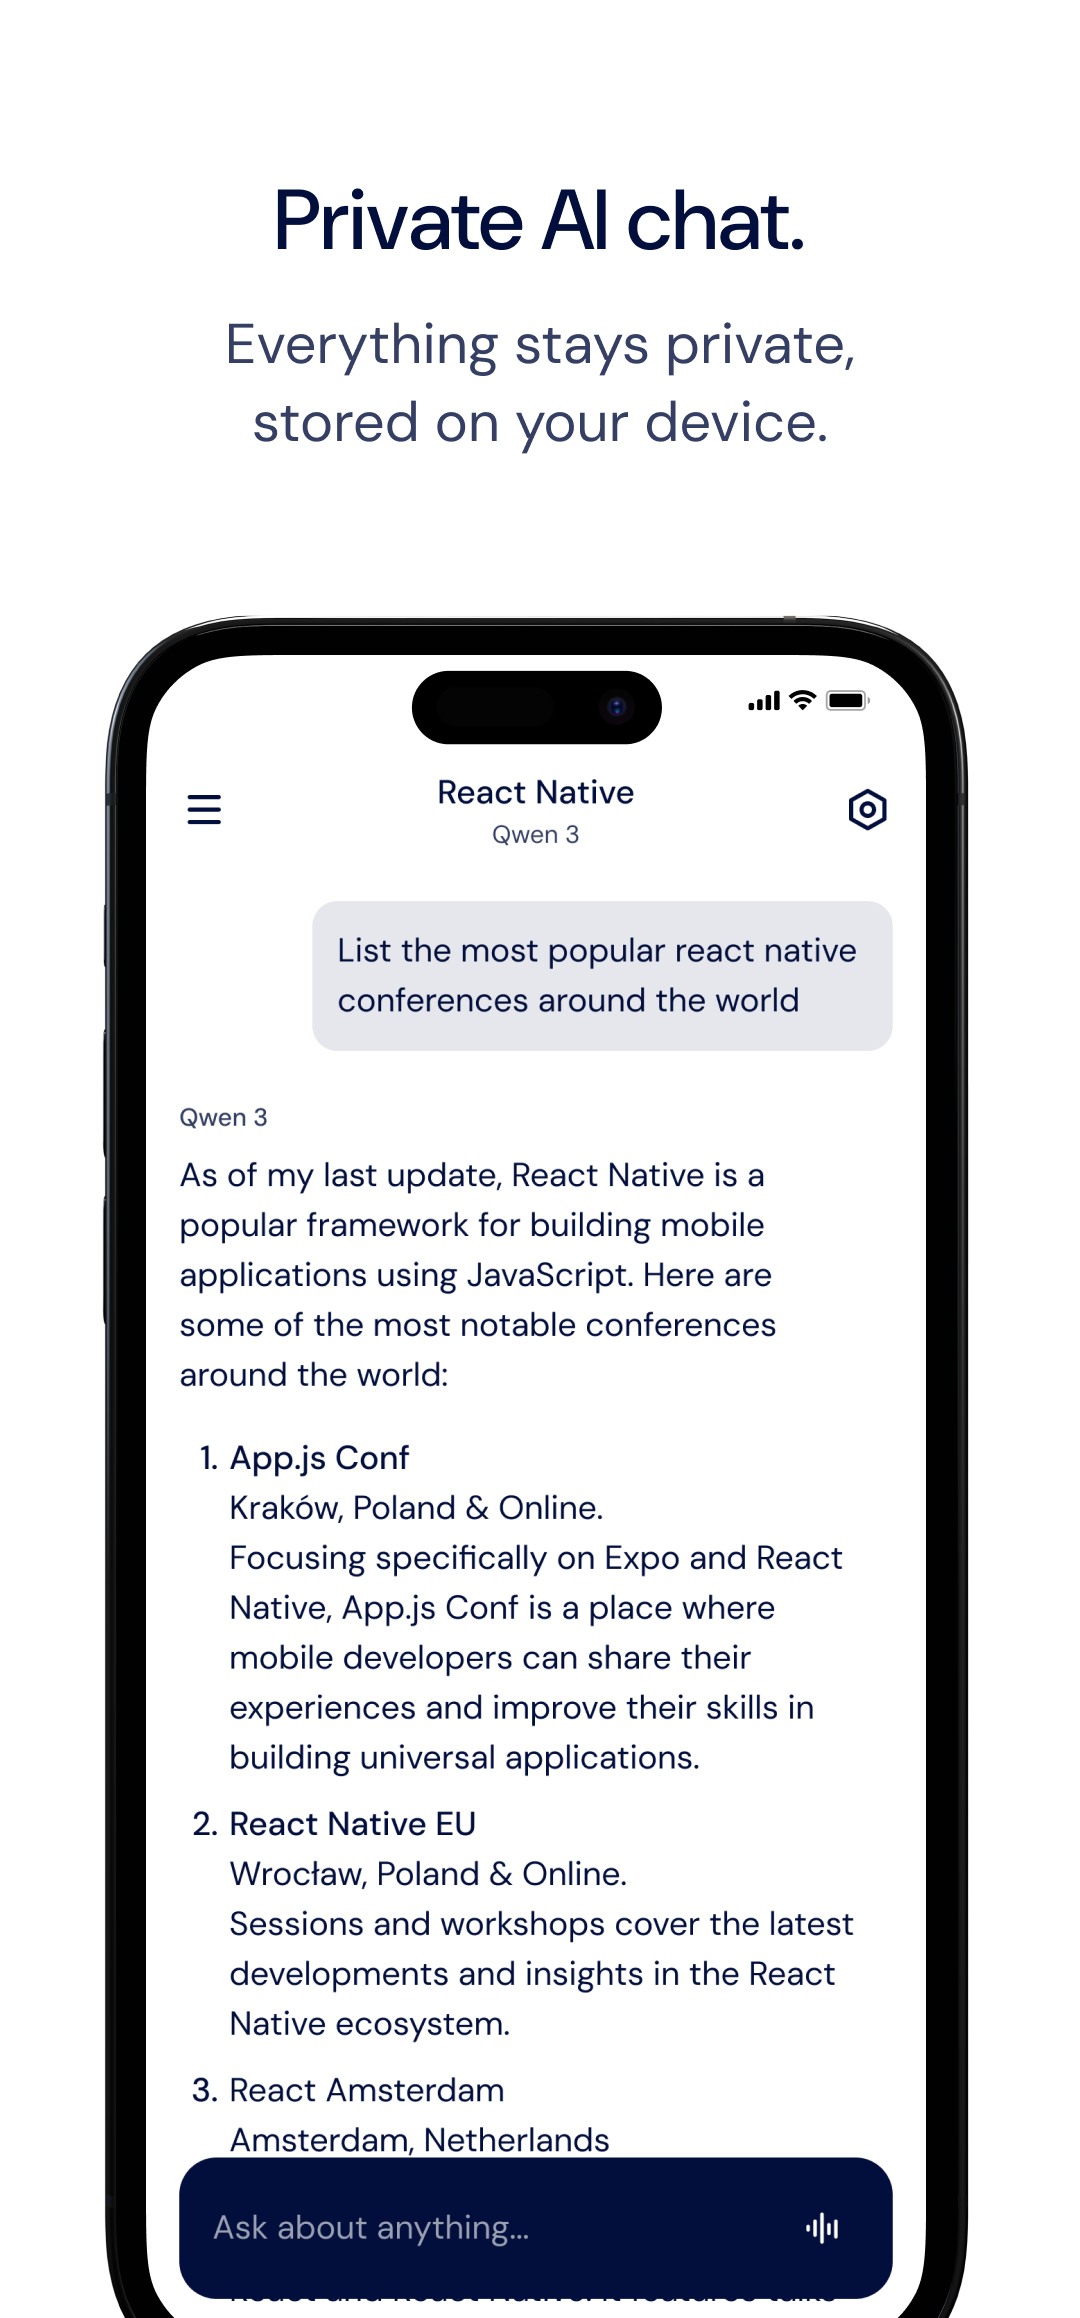 Private AI chat.
Everything stays private,
stored on your device.
React Native
Qwen 3
List the most popular react native
conferences around the world
Qwen 3
As of my last update, React Native is a
popular framework for building mobile
applications using JavaScript. Here are
some of the most notable conferences
around the world:
1. App.js Conf
Kraków, Poland & Online.
Focusing specifically on Expo and React
Native, App.js Conf is a place where
mobile developers can share their
experiences and improve their skills in
building universal applications.
2. React Native EU
Wrocław, Poland & Online.
Sessions and workshops cover the latest
developments and insights in the React
Native ecosystem.
3. React Amsterdam
Amsterdam, Netherlands
Ask about anything...